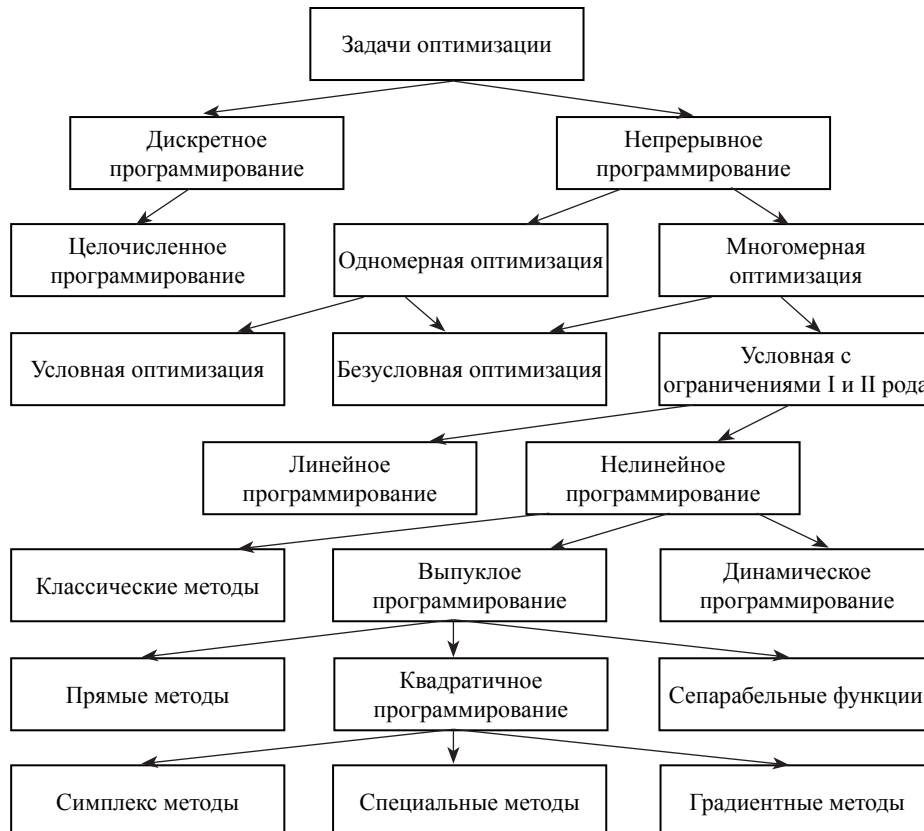 Задачи оптимизации
Дискретное
программирование
Непрерывное
программирование
Целочисленное
программирование
Одномерная оптимизация
Многомерная
оптимизация
Условная оптимизация
Безусловная оптимизация
Условная с
ограничениями I и II рода
Линейное
программирование
Нелинейное
программирование
Классические методы
Выпуклое
программирование
Динамическое
программирование
Прямые методы
Квадратичное
программирование
Сепарабельные функции
Симплекс методы
Специальные методы
Градиентные методы